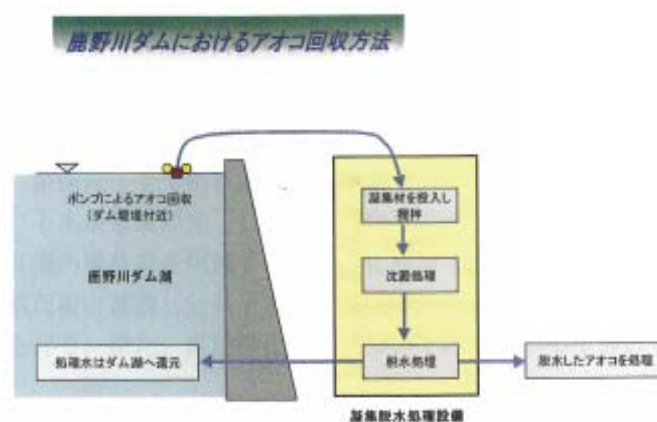 鹿野川ダムにおけるアオコ回収方法
ポンプによるアオコ回収
(ダム堤塘付近)
鹿野川ダム湖
処理水はダム湖へ還元
凝集材を投入し
攪拌
沈殿処理
脱水処理
脱水したアオコを処理
凝集脱水処理設備